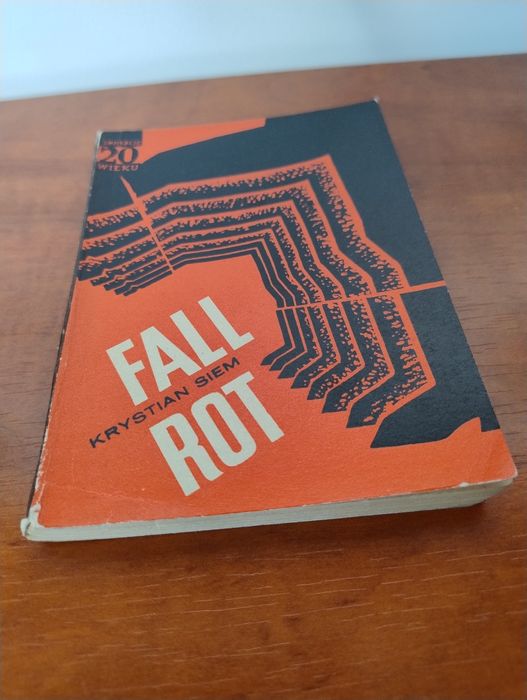 20
WIEKU
FALL
KRYSTIAN SIEM
ROT